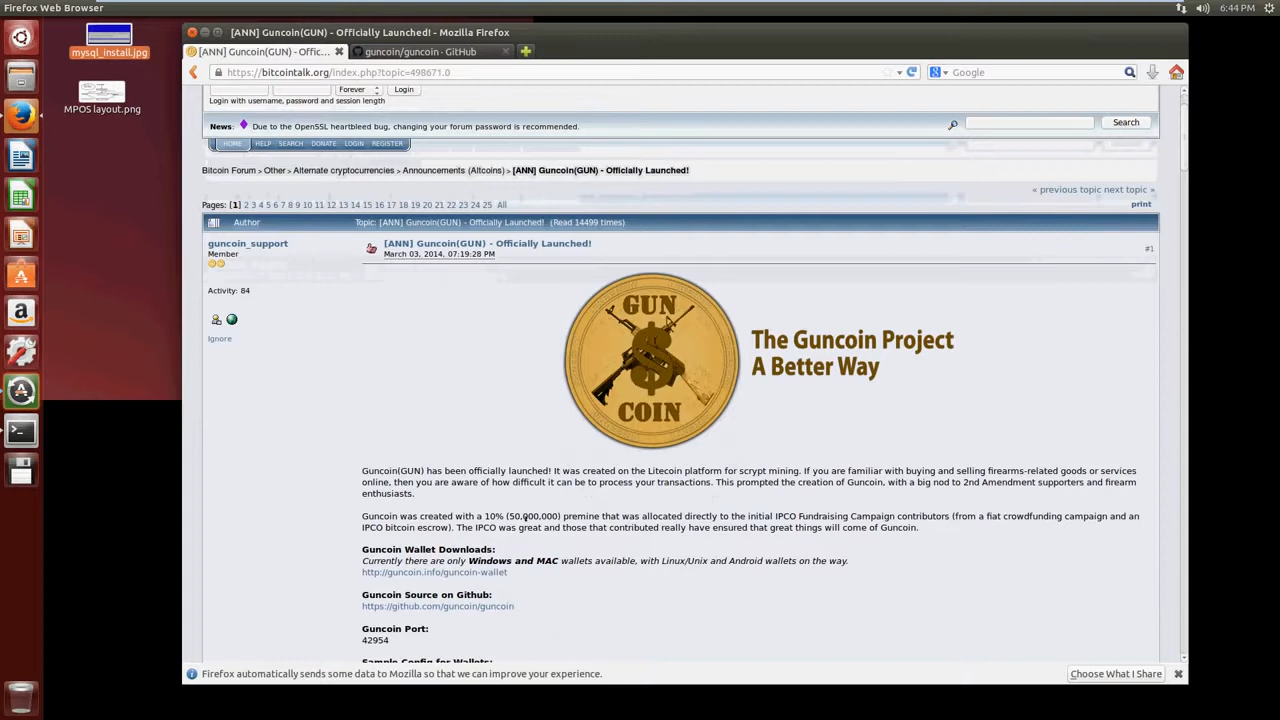 Firefox Web Browser
6:44 PM
mysql_install.jpg
MPOS layout.png
[ANN] Guncoin(GUN) - Officially Launched! - Mozilla Firefox
[ANN] Guncoin(GUN) - Offic...
guncoin/guncoin · GitHub
https://bitcointalk.org/index.php?topic=498671.0
Google
Forever
Login
Login with username, password and session length
News:
Due to the OpenSSL heartbleed bug, changing your forum password is recommended.
Search
HOME HELP SEARCH DONATE LOGIN REGISTER
Bitcoin Forum > Other > Alternate cryptocurrencies > Announcements (Altcoins) > [ANN] Guncoin(GUN) - Officially Launched!
« previous topic next topic »
Pages: [1] 2 3 4 5 6 7 8 9 10 11 12 13 14 15 16 17 18 19 20 21 22 23 24 25 All
print
Author
Topic: [ANN] Guncoin(GUN) - Officially Launched! (Read 14499 times)
guncoin_support
Member
Activity: 84
Ignore
[ANN] Guncoin(GUN) - Officially Launched!
March 03, 2014, 07:19:28 PM
#1
GUN
COIN
The Guncoin Project
A Better Way
Guncoin(GUN) has been officially launched! It was created on the Litecoin platform for scrypt mining. If you are familiar with buying and selling firearms-related goods or services
online, then you are aware of how difficult it can be to process your transactions. This prompted the creation of Guncoin, with a big nod to 2nd Amendment supporters and firearm
enthusiasts.
Guncoin was created with a 10% (50,000,000) premine that was allocated directly to the initial IPCO Fundraising Campaign contributors (from a fiat crowdfunding campaign and an
IPCO bitcoin escrow). The IPCO was great and those that contributed really have ensured that great things will come of Guncoin.
Guncoin Wallet Downloads:
Currently there are only Windows and MAC wallets available, with Linux/Unix and Android wallets on the way.
http://guncoin.info/guncoin-wallet
Guncoin Source on Github:
https://github.com/guncoin/guncoin
Guncoin Port:
42954
Sample Config for Wallets:
Firefox automatically sends some data to Mozilla so that we can improve your experience.
Choose What I Share